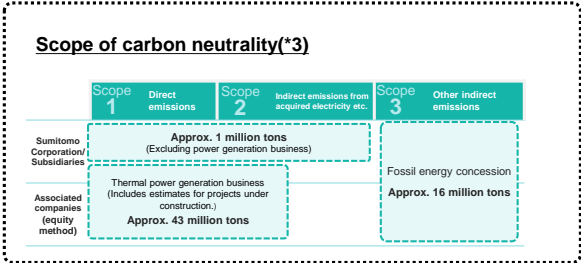 Scope of carbon neutrality(*3)
Scope 1 Direct emissions
Scope 2 Indirect emissions from acquired electricity etc.
Scope 3 Other indirect emissions
Sumitomo
Corporation/
Subsidiaries
Approx. 1 million tons
(Excluding power generation business)
Thermal power generation business
(Includes estimates for projects under
construction.)
Approx. 43 million tons
Associated
companies
(equity
method)
Fossil energy concession
Approx. 16 million tons